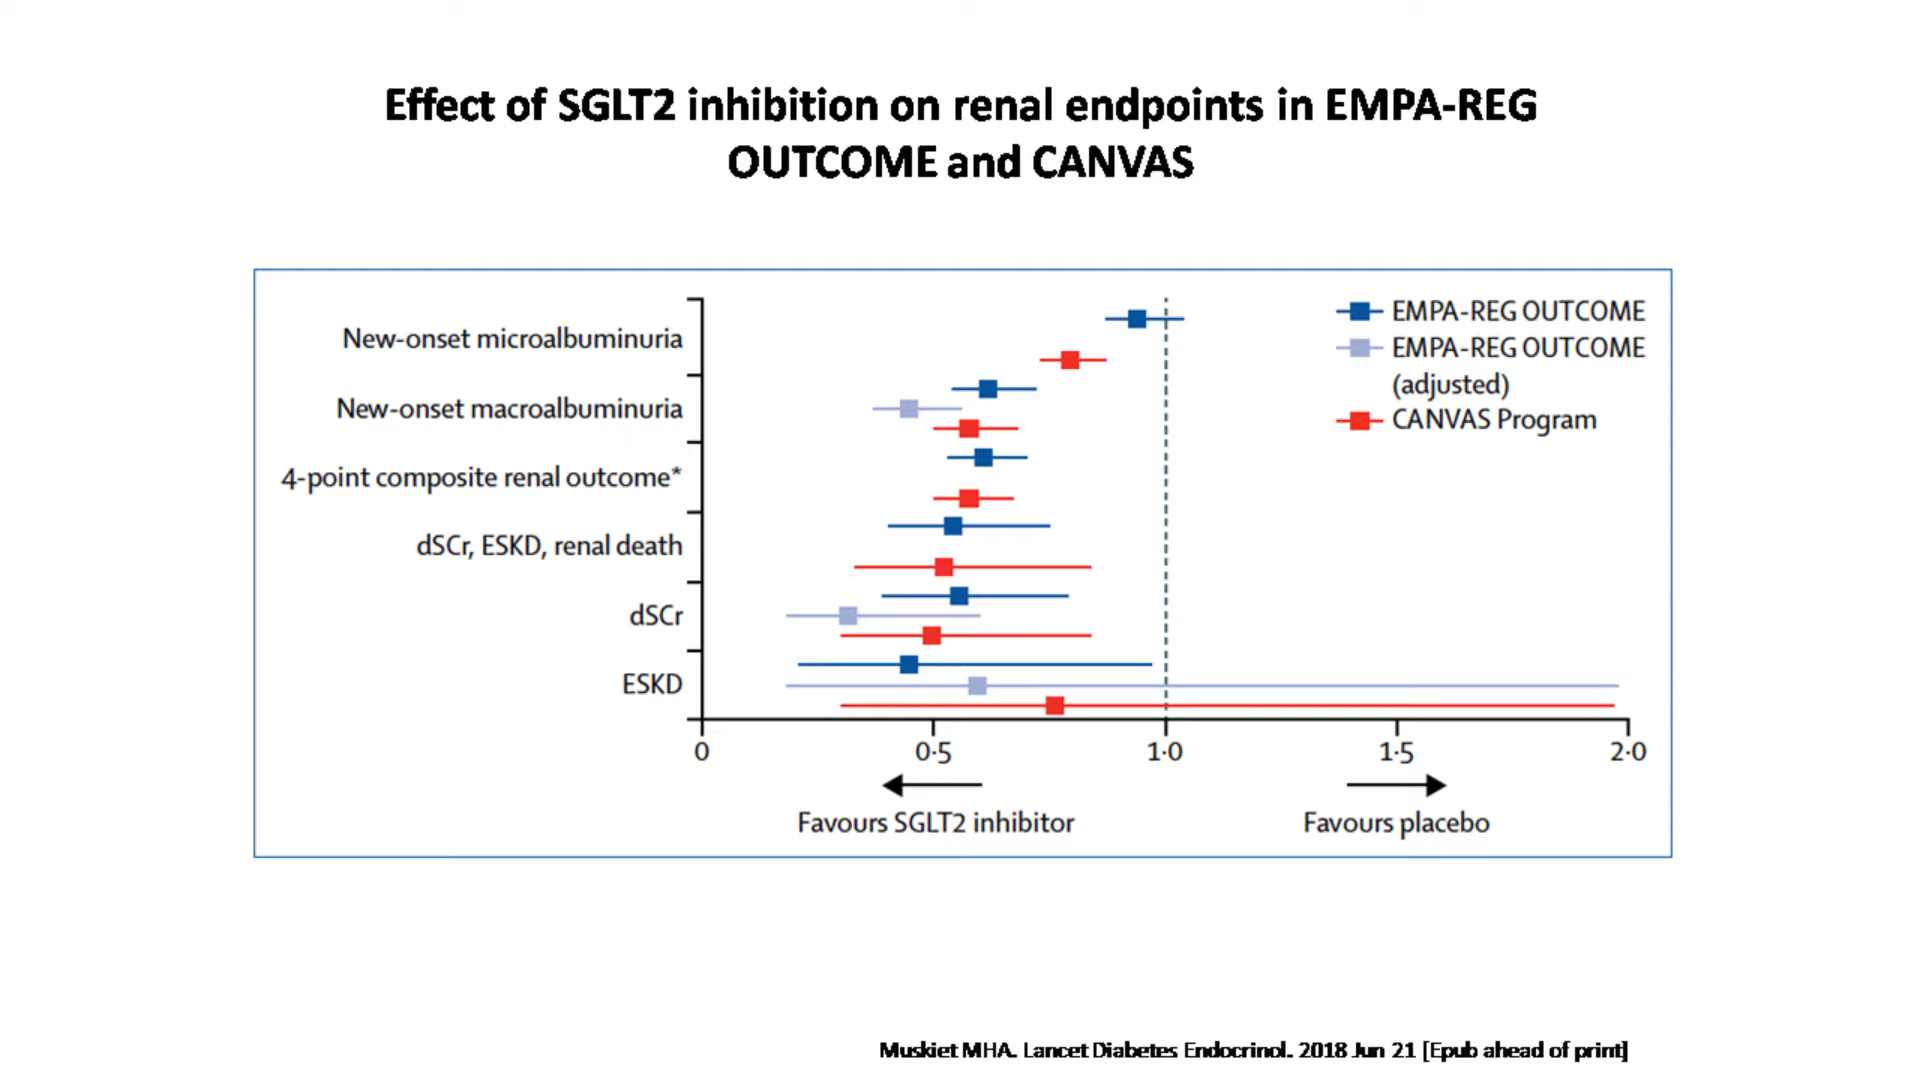 Effect of SGLT2 inhibition on renal endpoints in EMPA-REG
OUTCOME and CANVAS
New-onset microalbuminuria
New-onset macroalbuminuria
4-point composite renal outcome*
dSCr, ESKD, renal death
dSCr
ESKD
EMPA-REG OUTCOME
EMPA-REG OUTCOME
(adjusted)
CANVAS Program
0 0·5 1·0 1·5 2·0
Favours SGLT2 inhibitor Favours placebo
Muskiet MHA. Lancet Diabetes Endocrinol. 2018 Jun 21 [Epub ahead of print]